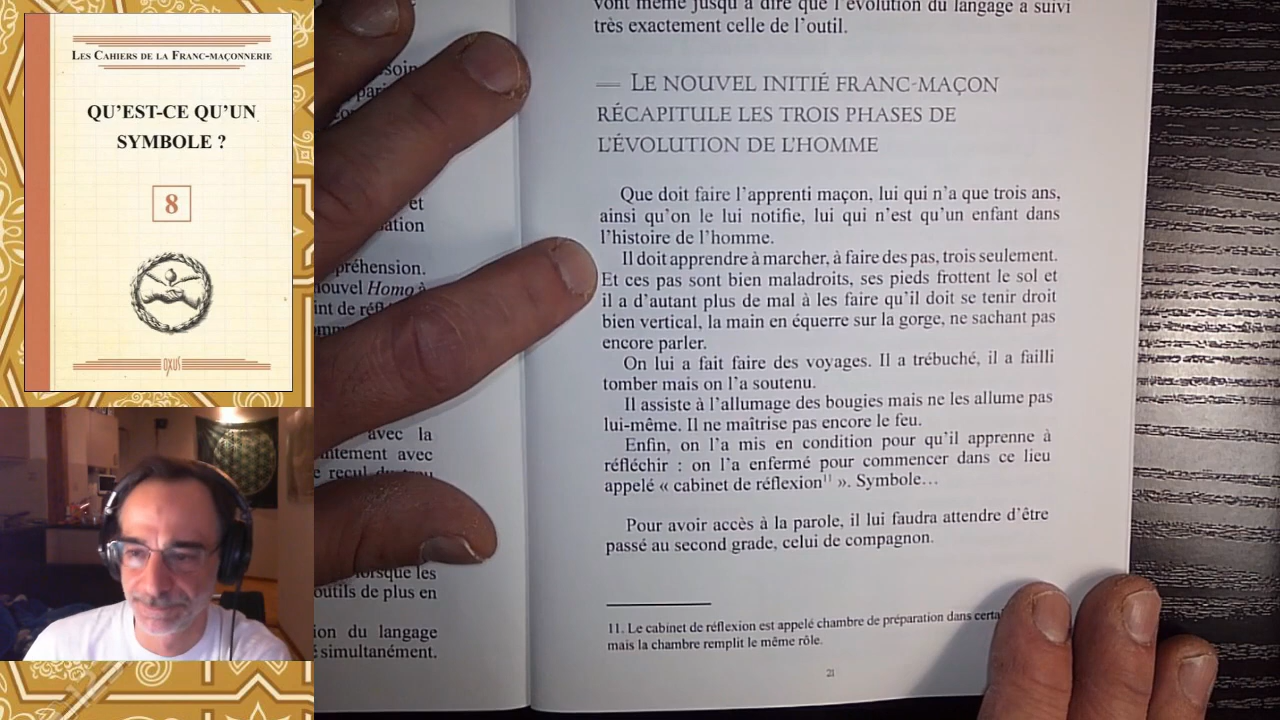 Les Cahiers de la Franc-maçonnerie
QU'EST-CE QU'UN
SYMBOLE ?
8
OXUS
soin
et
préhension.
nouvel Homo à
avec la
avec
lorsque les
outils de plus en
du langage
simultanément.
vont même jusqu'à dire que l'évolution du langage a suivi
très exactement celle de l'outil.
— LE NOUVEL INITIÉ FRANC-MAÇON
RÉCAPITULE LES TROIS PHASES DE
L'ÉVOLUTION DE L'HOMME
Que doit faire l'apprenti maçon, lui qui n'a que trois ans,
ainsi qu'on le lui notifie, lui qui n'est qu'un enfant dans
l'histoire de l'homme.
Il doit apprendre à marcher, à faire des pas, trois seulement.
Et ces pas sont bien maladroits, ses pieds frottent le sol et
il a d'autant plus de mal à les faire qu'il doit se tenir droit
bien vertical, la main en équerre sur la gorge, ne sachant pas
encore parler.
On lui a fait faire des voyages. Il a trébuché, il a failli
tomber mais on l'a soutenu.
Il assiste à l'allumage des bougies mais ne les allume pas
lui-même. Il ne maîtrise pas encore le feu.
Enfin, on l'a mis en condition pour qu'il apprenne à
réfléchir : on l'a enfermé pour commencer dans ce lieu
appelé « cabinet de réflexion¹¹ ». Symbole…
Pour avoir accès à la parole, il lui faudra attendre d'être
passé au second grade, celui de compagnon.
11. Le cabinet de réflexion est appelé chambre de préparation dans
mais la chambre remplit le même rôle.
21